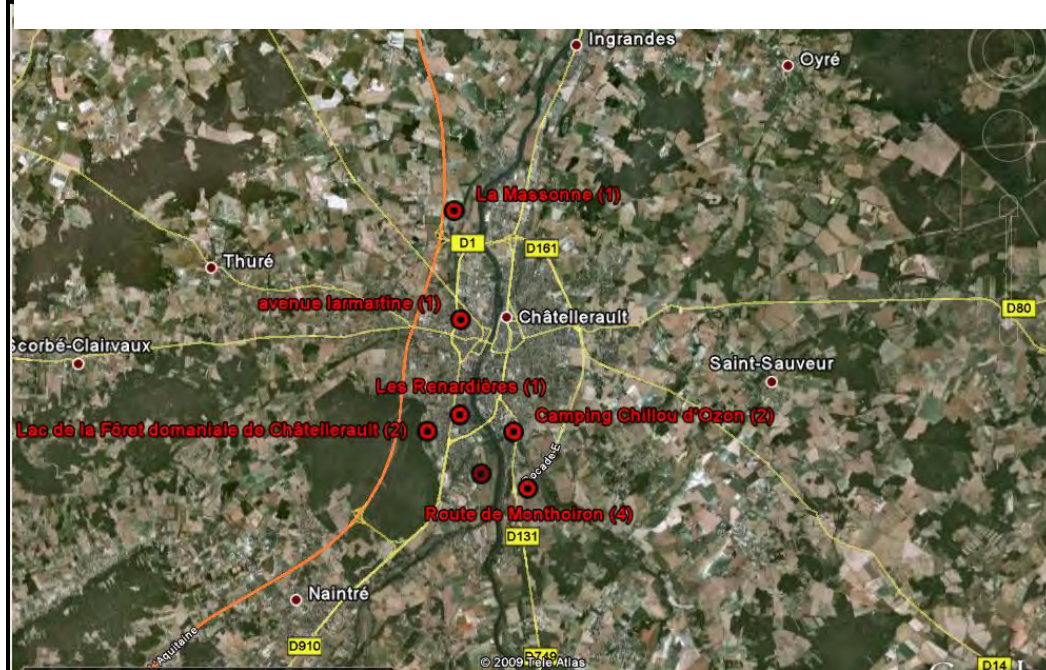 Ingrandes
Oyré
La Massonne (1)
D1
D161
Thuré
avenue larmartine (1)
Châtellerault
D80
Scorbé-Clairvaux
Saint-Sauveur
Les Renardières (1)
Camping Chillou d'Ozon (2)
Lac de la Fôret domaniale de Châtellerault (2)
Rocade E
Route de Monthoiron (4)
D131
Naintré
Aquitaine
D910
D749
© 2009 Tele Atlas
D14